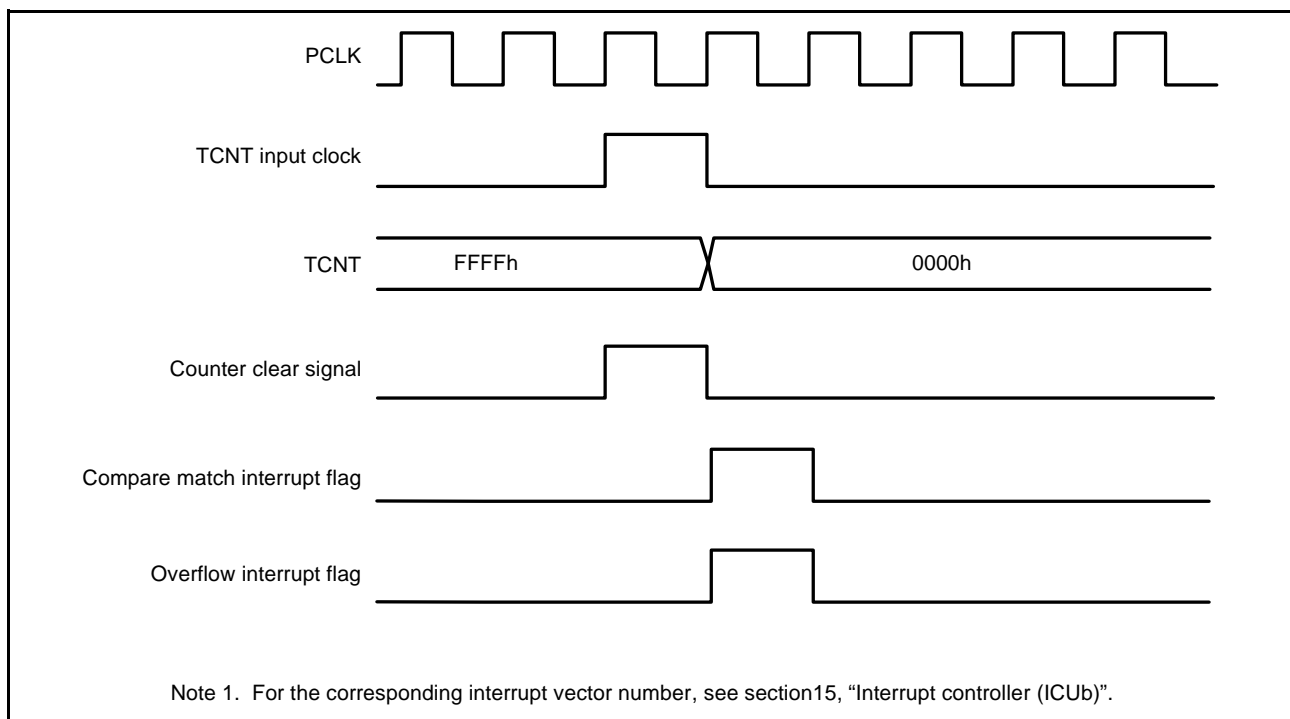 PCLK
TCNT input clock
TCNT
FFFFh
0000h
Counter clear signal
Compare match interrupt flag
Overflow interrupt flag
Note 1. For the corresponding interrupt vector number, see section15, “Interrupt controller (ICUb)”.